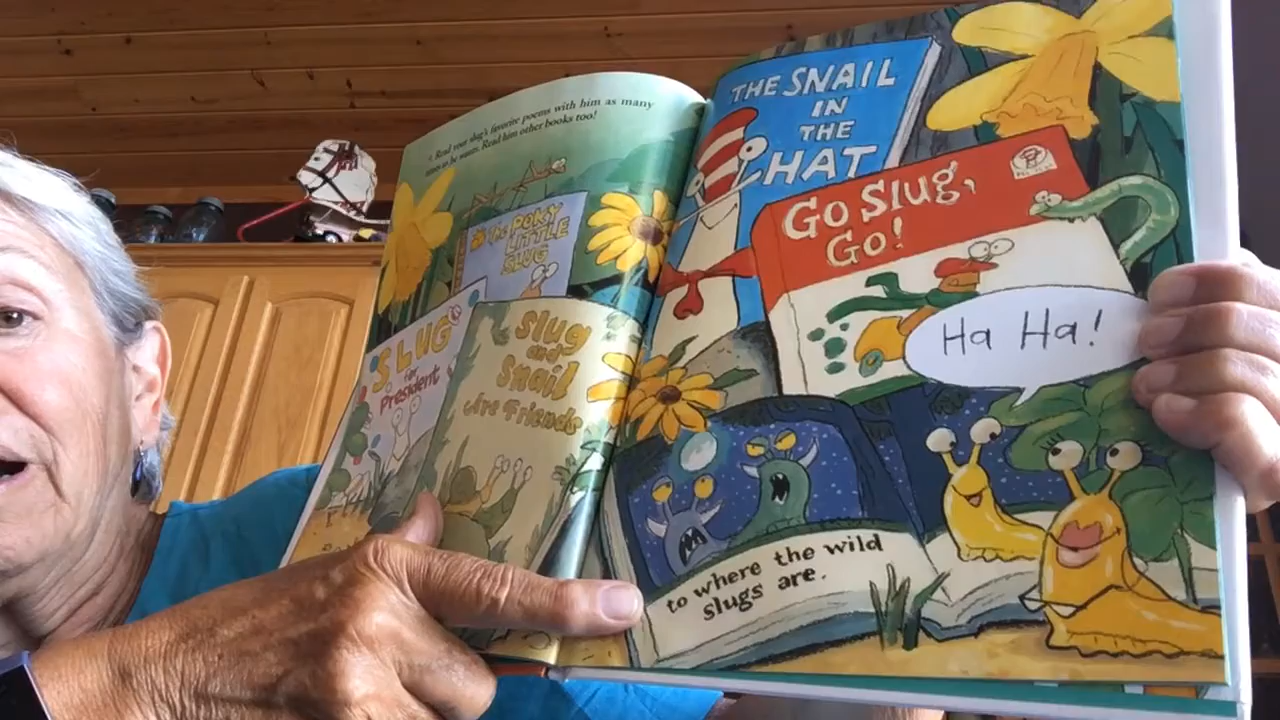 Read your slug's favorite poems with him as many
times as he wants. Read him other books too!
The POKY
LITTLE
SLUG
SLUG
for
President
Slug
and
Snail
Are Friends
THE SNAIL
IN
THE
HAT
GO SLUG,
GO!
Ha Ha!
to where the wild
slugs are.